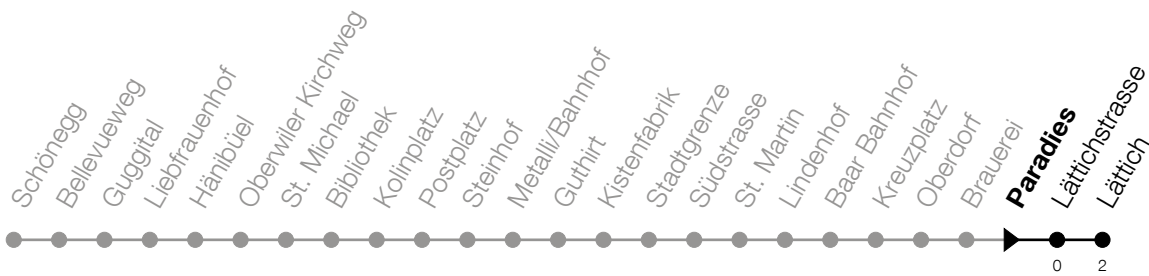 Schönegg
Bellevueweg
Guggital
Liebfrauenhof
Hänibüel
Oberwiler Kirchweg
St. Michael
Bibliothek
Kolinplatz
Postplatz
Steinhof
Metalli/Bahnhof
Guthirt
Kistenfabrik
Stadtgrenze
Südstrasse
St. Martin
Lindenhof
Baar Bahnhof
Kreuzplatz
Oberdorf
Brauerei
Paradies
Lättichstrasse
Lättich
0
2